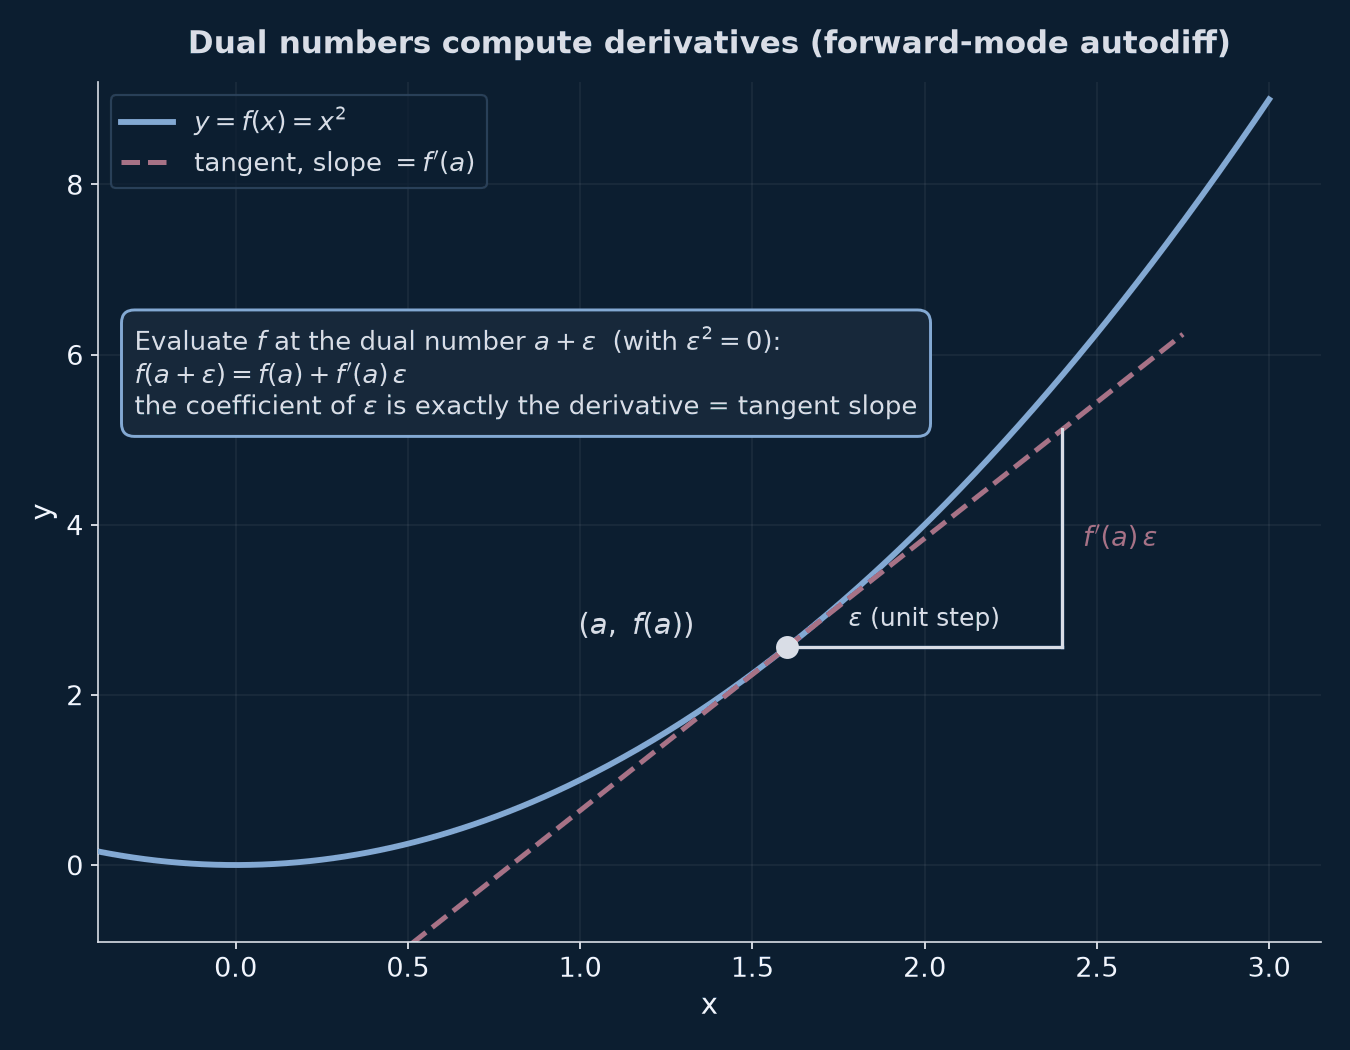 Dual numbers compute derivatives (forward-mode autodiff)
y = f(x) = x²
tangent, slope = f′(a)
8
Evaluate f at the dual number a + ε (with ε² = 0):
f(a + ε) = f(a) + f′(a) ε
the coefficient of ε is exactly the derivative = tangent slope
6
y
4
f′(a) ε
(a, f(a))
ε (unit step)
2
0
0.0 0.5 1.0 1.5 2.0 2.5 3.0
x